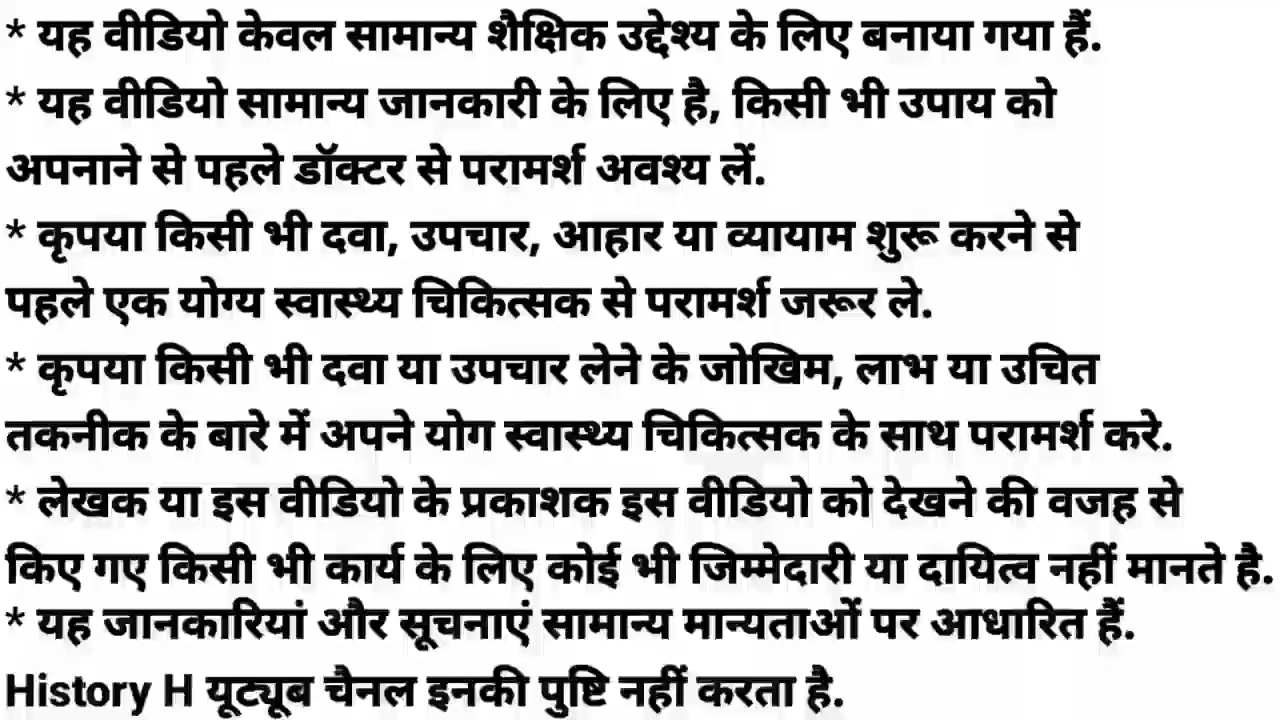 * यह वीडियो केवल सामान्य शैक्षिक उद्देश्य के लिए बनाया गया हैं.
* यह वीडियो सामान्य जानकारी के लिए है, किसी भी उपाय को
अपनाने से पहले डॉक्टर से परामर्श अवश्य लें.
* कृपया किसी भी दवा, उपचार, आहार या व्यायाम शुरू करने से
पहले एक योग्य स्वास्थ्य चिकित्सक से परामर्श जरूर ले.
* कृपया किसी भी दवा या उपचार लेने के जोखिम, लाभ या उचित
तकनीक के बारे में अपने योग स्वास्थ्य चिकित्सक के साथ परामर्श करे.
* लेखक या इस वीडियो के प्रकाशक इस वीडियो को देखने की वजह से
किए गए किसी भी कार्य के लिए कोई भी जिम्मेदारी या दायित्व नहीं मानते है.
* यह जानकारियां और सूचनाएं सामान्य मान्यताओं पर आधारित हैं.
History H यूट्यूब चैनल इनकी पुष्टि नहीं करता है.